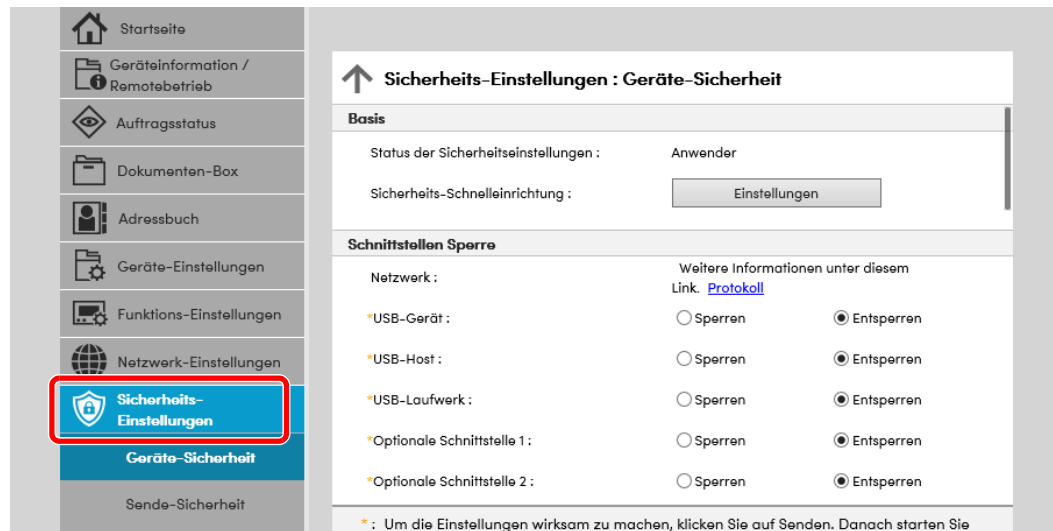 Startseite
Geräteinformation /
Remotebetrieb
Auftragsstatus
Dokumenten-Box
Adressbuch
Geräte-Einstellungen
Funktions-Einstellungen
Netzwerk-Einstellungen
Sicherheits-
Einstellungen
Geräte-Sicherheit
Sende-Sicherheit
Sicherheits-Einstellungen : Geräte-Sicherheit
Basis
Status der Sicherheitseinstellungen : Anwender
Sicherheits-Schnelleinrichtung : Einstellungen
Schnittstellen Sperre
Netzwerk : Weitere Informationen unter diesem
Link. Protokoll
*USB-Gerät : Sperren Entsperren
*USB-Host : Sperren Entsperren
*USB-Laufwerk : Sperren Entsperren
*Optionale Schnittstelle 1 : Sperren Entsperren
*Optionale Schnittstelle 2 : Sperren Entsperren
* : Um die Einstellungen wirksam zu machen, klicken Sie auf Senden. Danach starten Sie